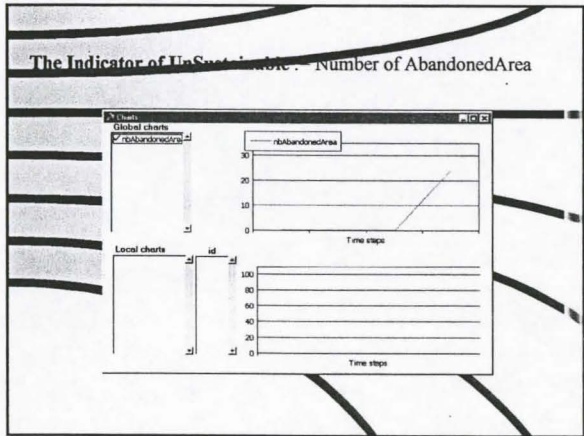 The Indicator of UnSustainable : – Number of AbandonedArea
Charts
Global charts
nbAbandonedArea
nbAbandonedArea
30
20
10
0
Time steps
Local charts id
100
80
60
40
20
0
Time steps